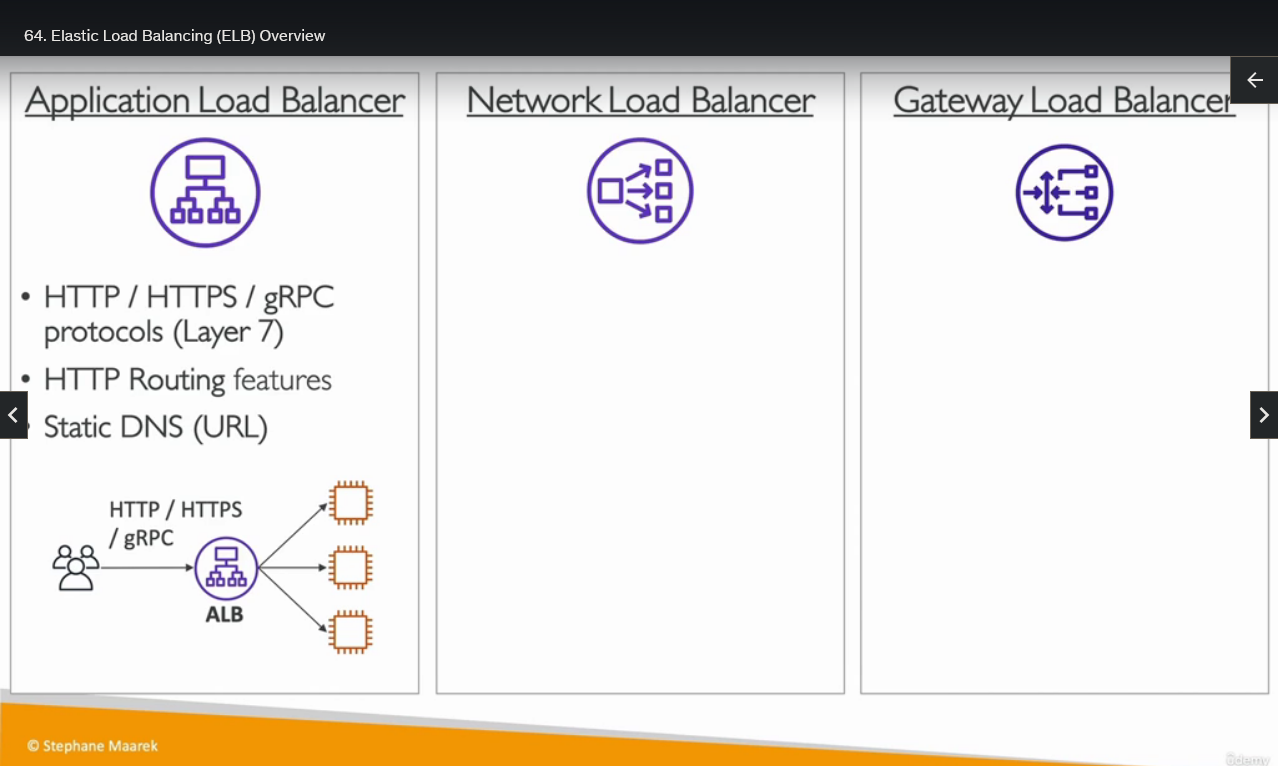 64. Elastic Load Balancing (ELB) Overview
Application Load Balancer
Network Load Balancer
Gateway Load Balancer
• HTTP / HTTPS / gRPC
protocols (Layer 7)
• HTTP Routing features
• Static DNS (URL)
HTTP / HTTPS
/ gRPC
ALB
© Stephane Maarek
ûdemy